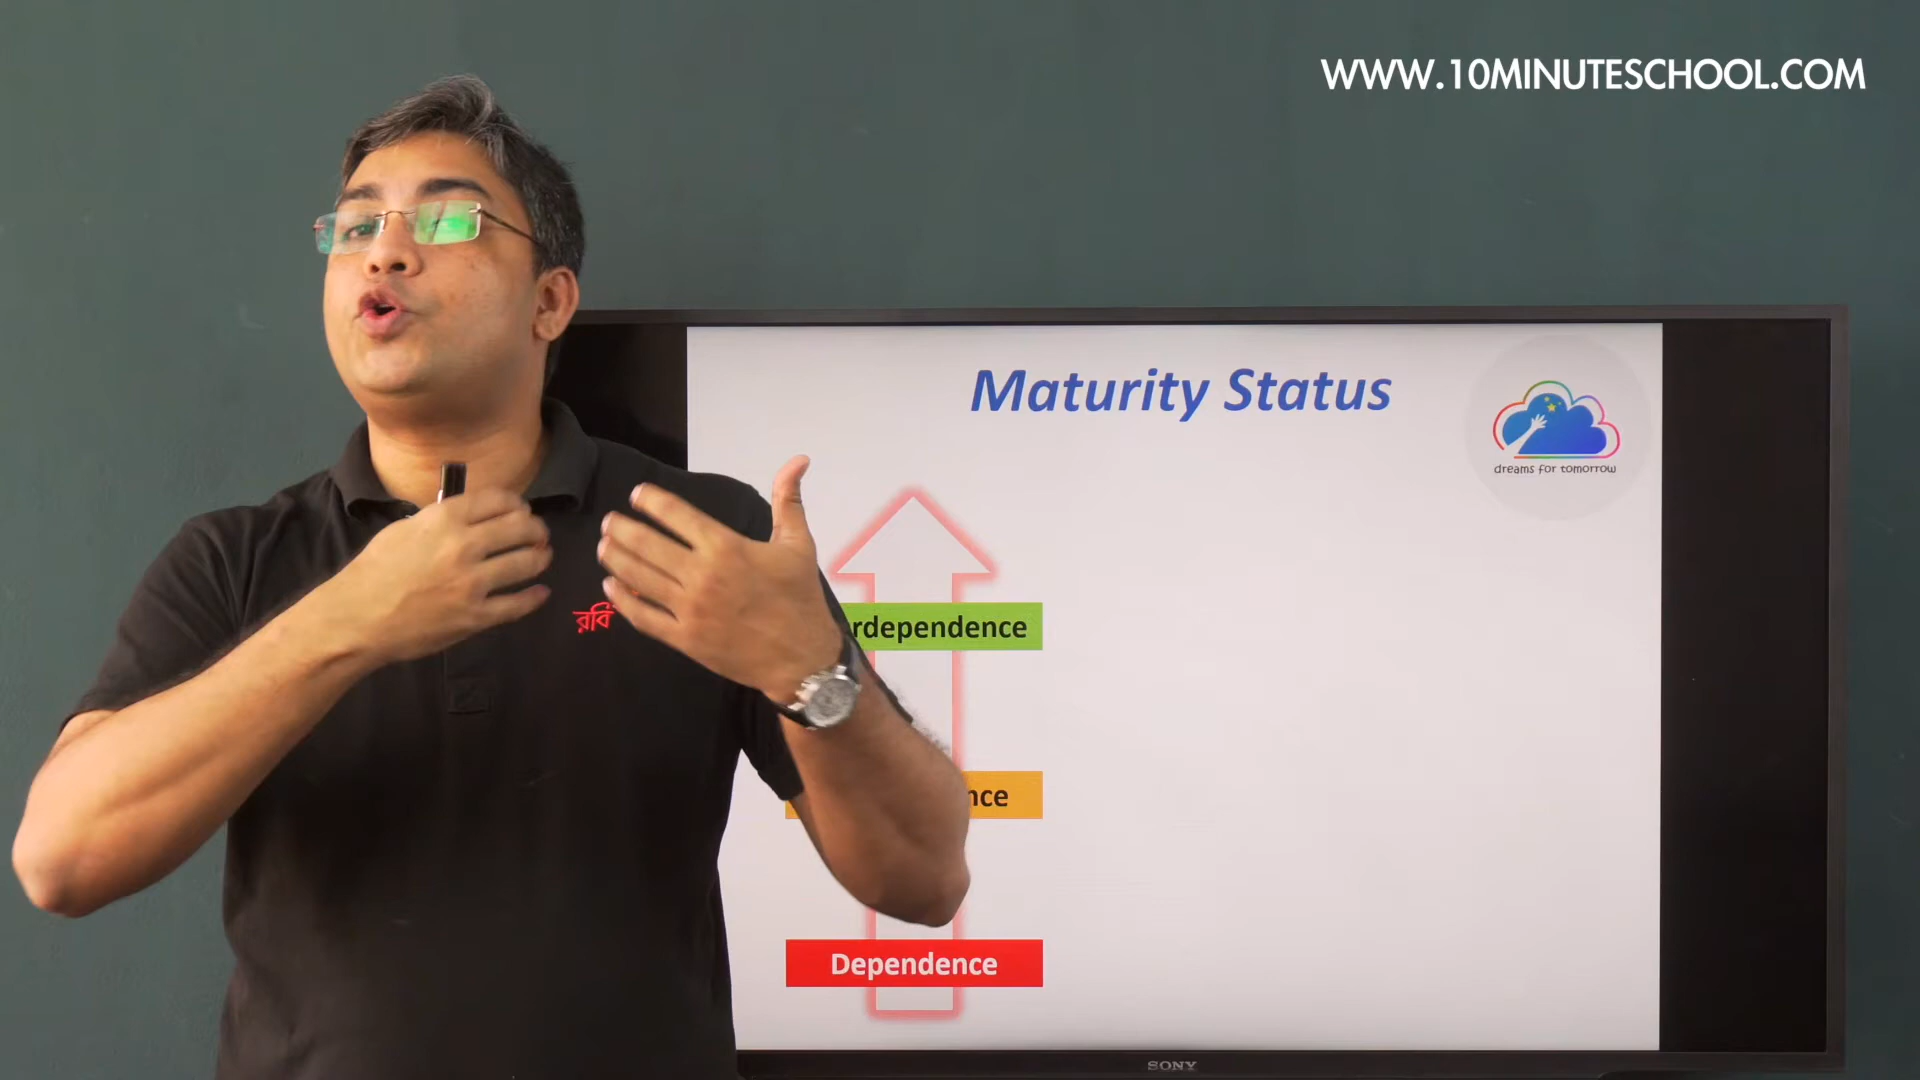 WWW.10MINUTESCHOOL.COM
Maturity Status
dreams for tomorrow
রবি
rdependence
nce
Dependence
SONY